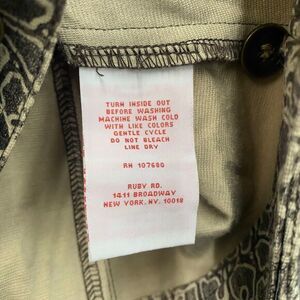 TURN INSIDE OUT
BEFORE WASHING
MACHINE WASH COLD
WITH LIKE COLORS
GENTLE CYCLE
DO NOT BLEACH
LINE DRY
RN 107680
RUBY RD.
1411 BROADWAY
NEW YORK, NY. 10018